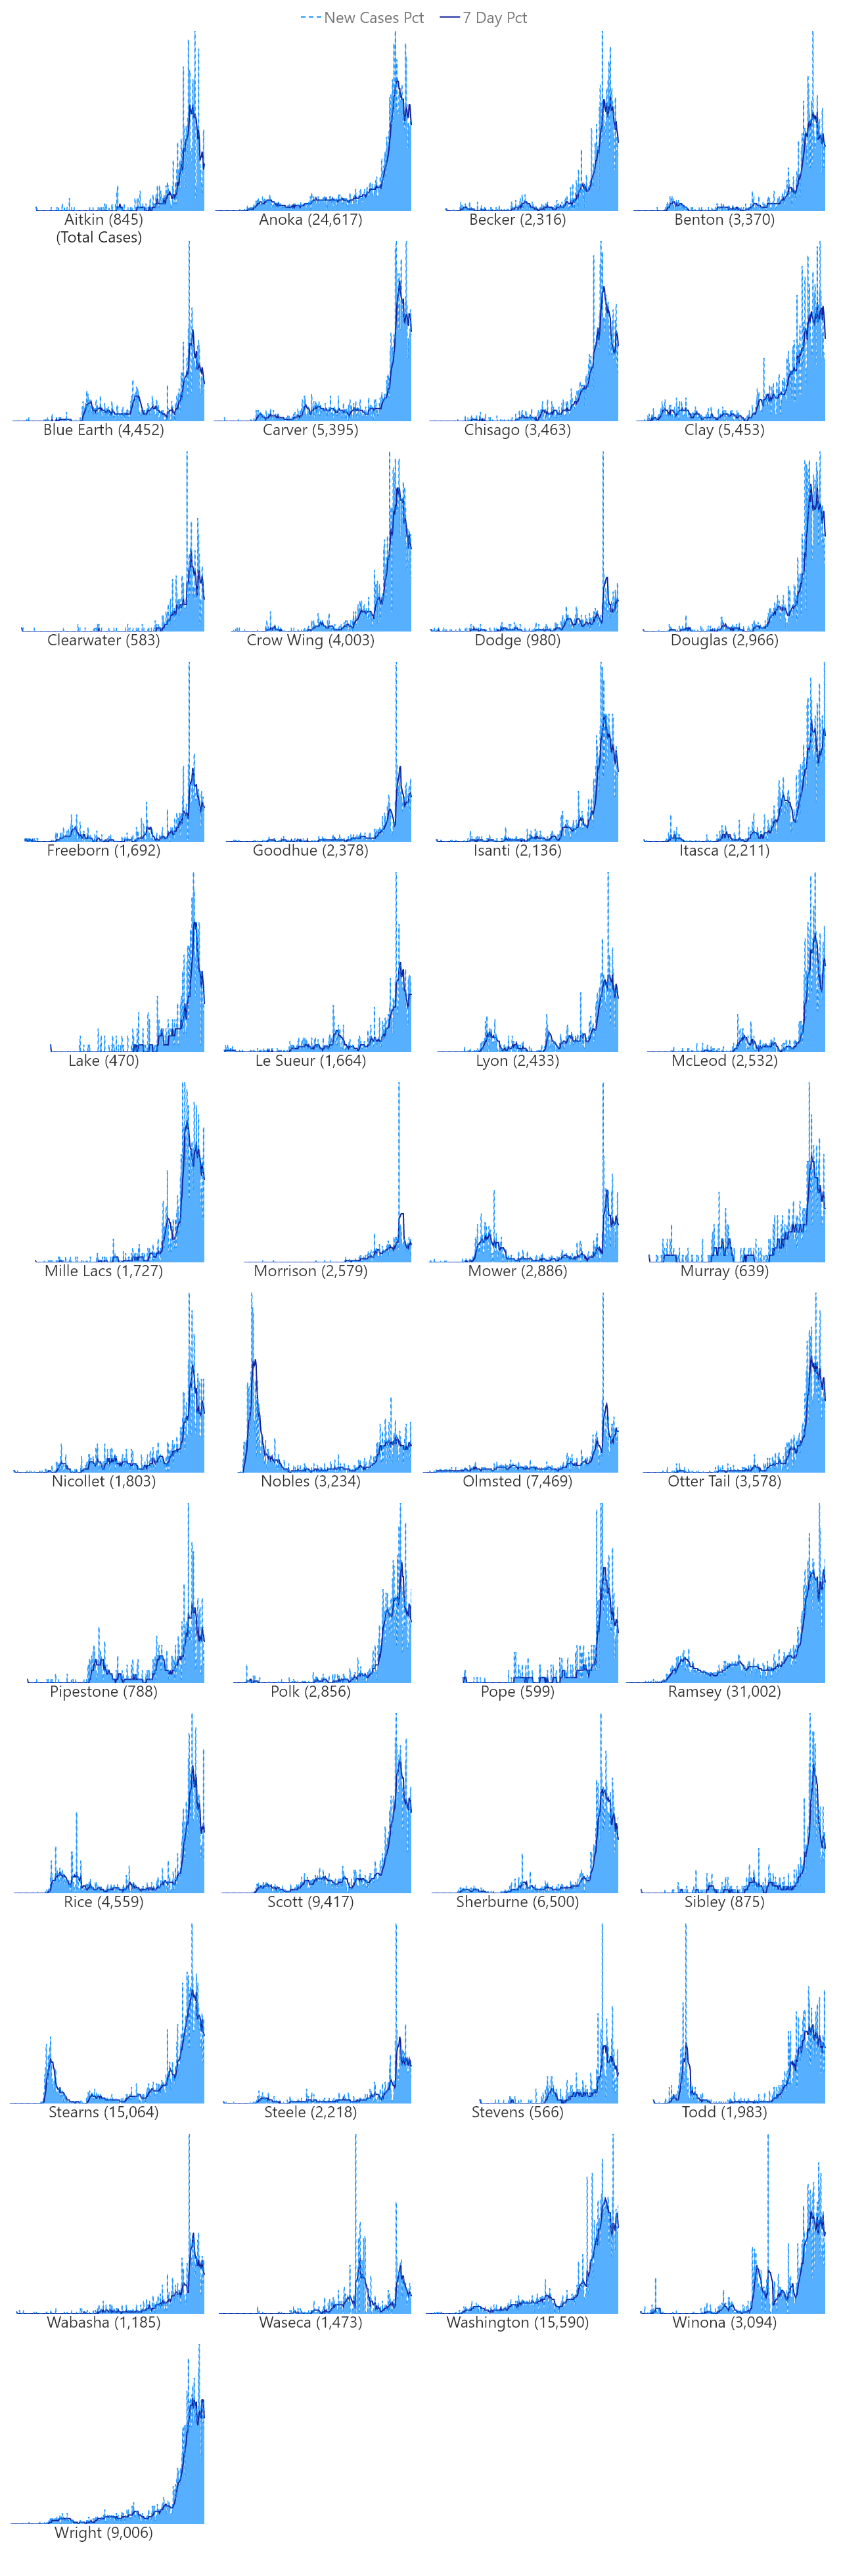 New Cases Pct 7 Day Pct
Aitkin (845) Anoka (24,617) Becker (2,316) Benton (3,370)
(Total Cases)
Blue Earth (4,452) Carver (5,395) Chisago (3,463) Clay (5,453)
Clearwater (583) Crow Wing (4,003) Dodge (980) Douglas (2,966)
Freeborn (1,692) Goodhue (2,378) Isanti (2,136) Itasca (2,211)
Lake (470) Le Sueur (1,664) Lyon (2,433) McLeod (2,532)
Mille Lacs (1,727) Morrison (2,579) Mower (2,886) Murray (639)
Nicollet (1,803) Nobles (3,234) Olmsted (7,469) Otter Tail (3,578)
Pipestone (788) Polk (2,856) Pope (599) Ramsey (31,002)
Rice (4,559) Scott (9,417) Sherburne (6,500) Sibley (875)
Stearns (15,064) Steele (2,218) Stevens (566) Todd (1,983)
Wabasha (1,185) Waseca (1,473) Washington (15,590) Winona (3,094)
Wright (9,006)